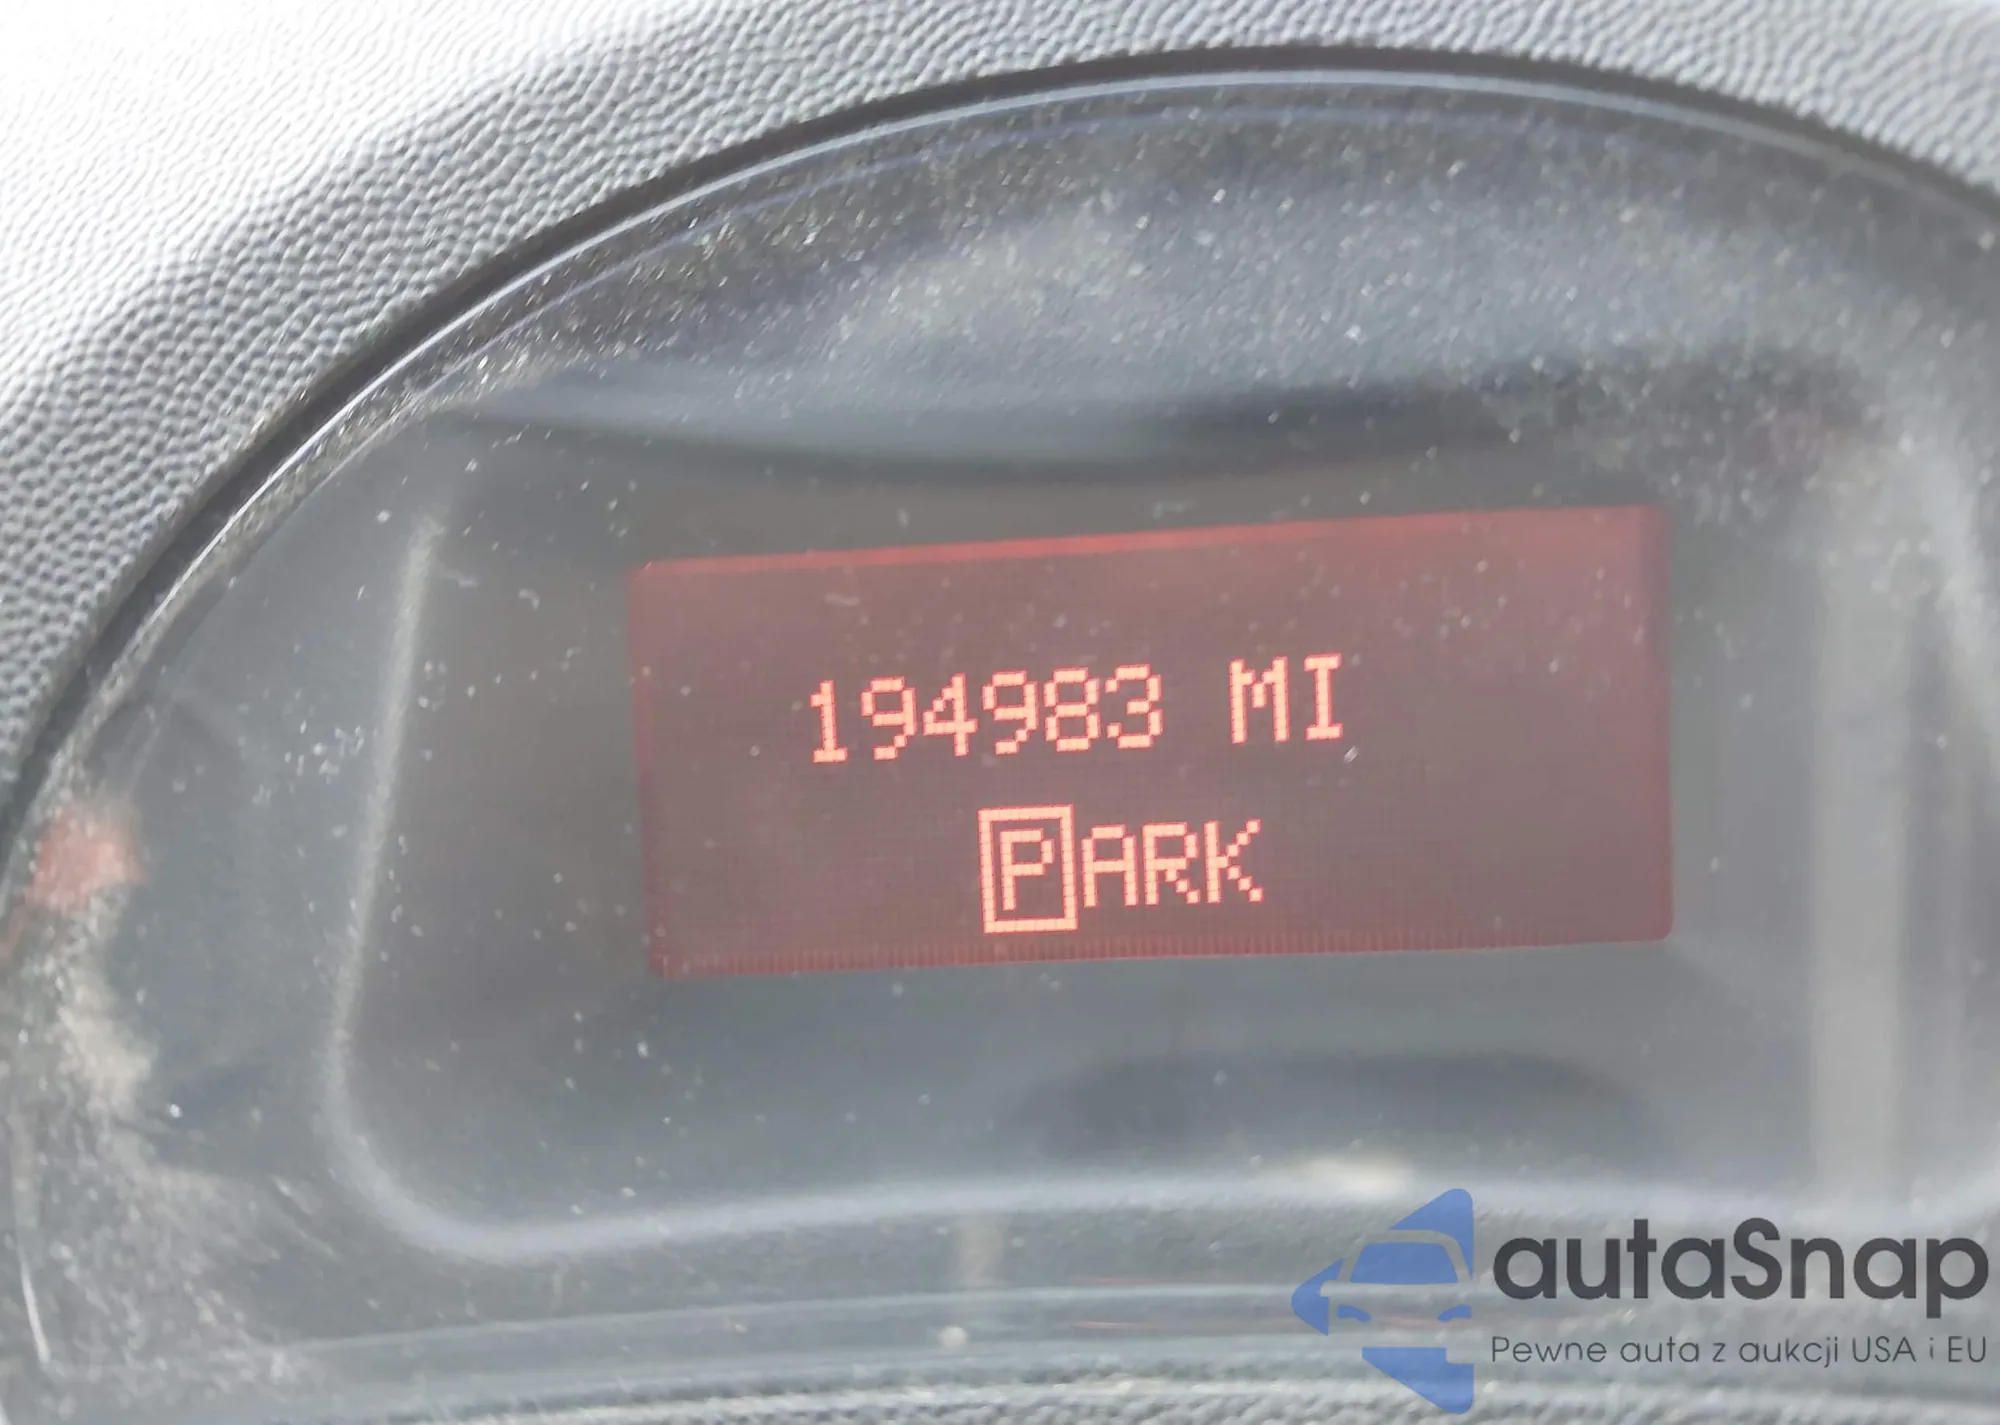 194983 MI
PARK
autaSnap
Pewne auta z aukcji USA i EU